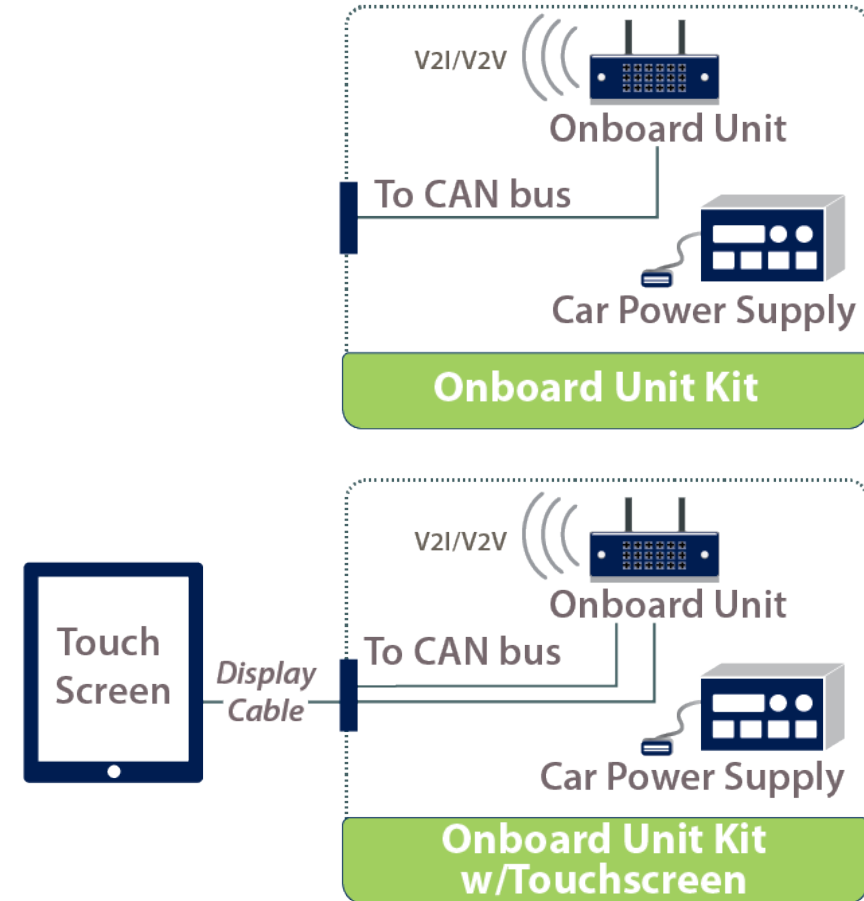 V2I/V2V
Onboard Unit
To CAN bus
Car Power Supply
Onboard Unit Kit
V2I/V2V
Onboard Unit
To CAN bus
Touch
Screen
Display
Cable
Car Power Supply
Onboard Unit Kit
w/Touchscreen